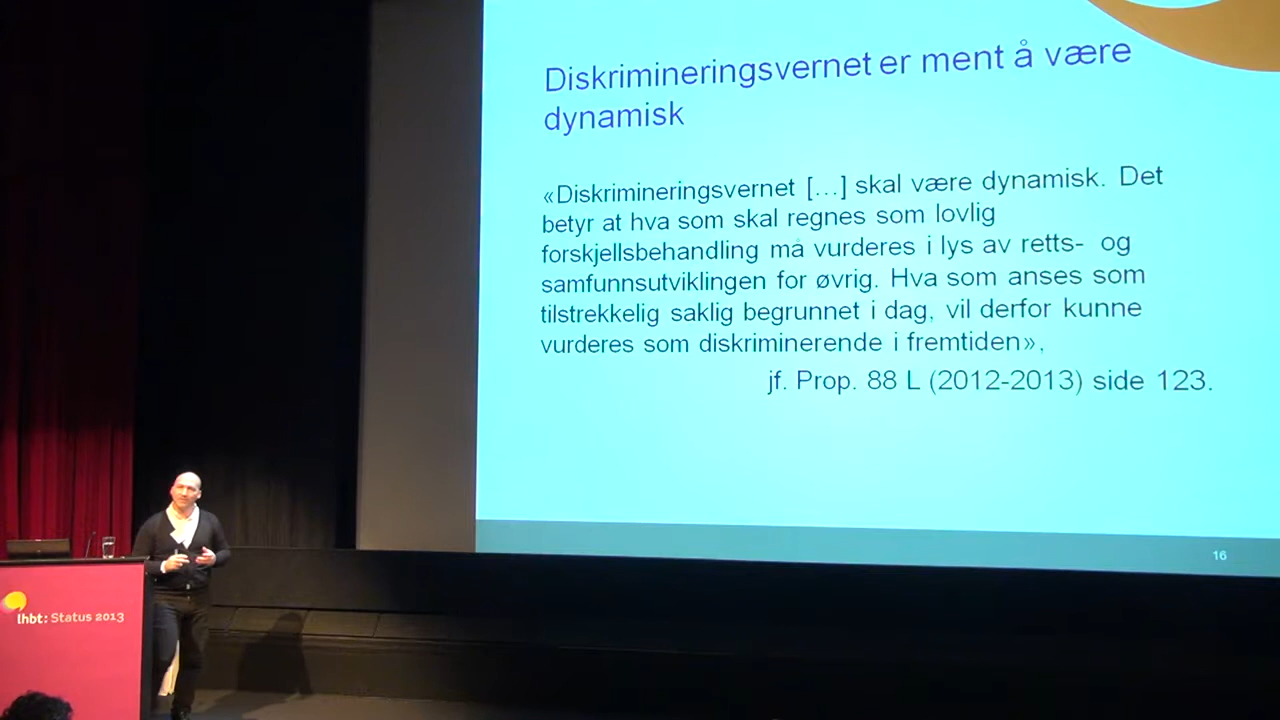 Diskrimineringsvernet er ment å være
dynamisk
«Diskrimineringsvernet [...] skal være dynamisk. Det
betyr at hva som skal regnes som lovlig
forskjellsbehandling må vurderes i lys av retts- og
samfunnsutviklingen for øvrig. Hva som anses som
tilstrekkelig saklig begrunnet i dag, vil derfor kunne
vurderes som diskriminerende i fremtiden»,
jf. Prop. 88 L (2012-2013) side 123.
16
lhbt: Status 2013